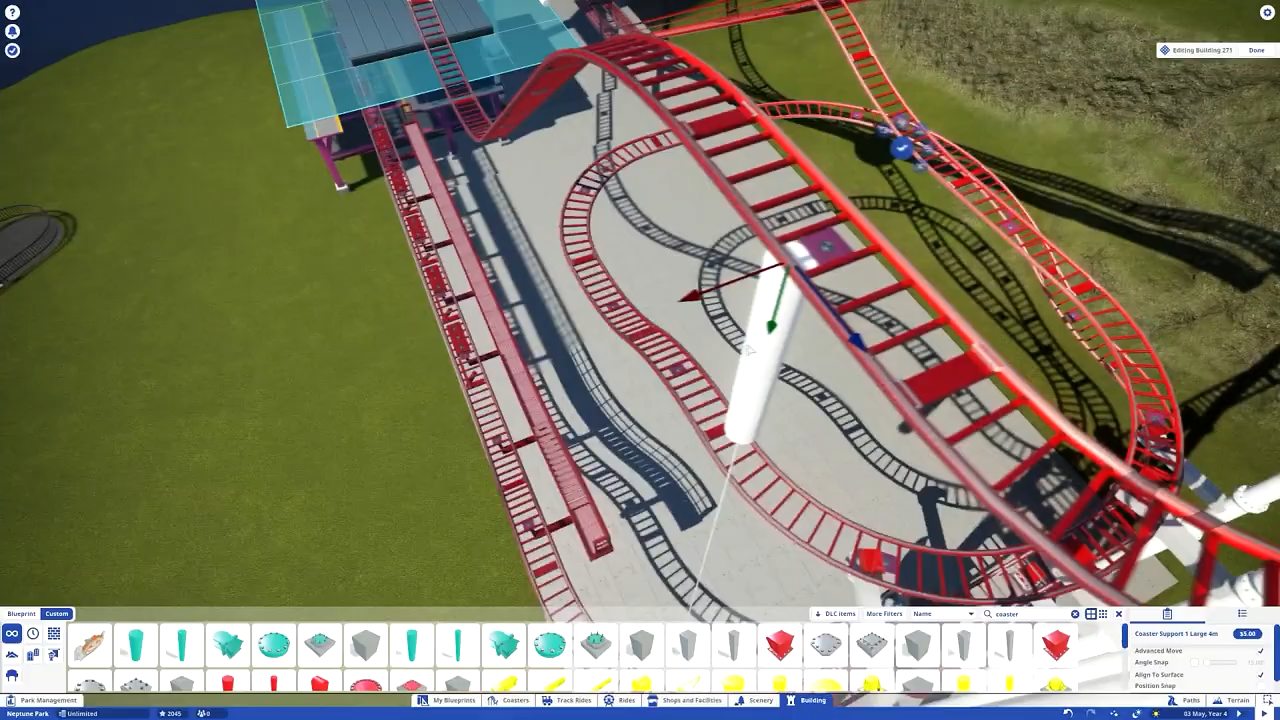 ?
Editing Building 271 Done
Blueprint Custom
DLC items More Filters Name coaster
Coaster Support 1 Large 4m $5.00
Advanced Move
Angle Snap
Align To Surface
Position Snap
Park Management My Blueprints Coasters Track Rides Rides Shops and Facilities Scenery Building Paths Terrain
Neptune Park Unlimited 2045 0 03 May, Year 4